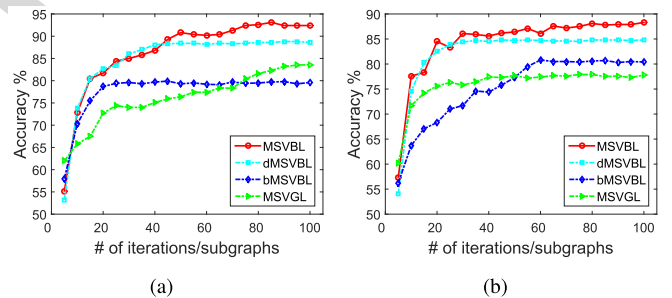 95
90
85
80
75
70
65
60
55
50
Accuracy %
0 20 40 60 80 100
# of iterations/subgraphs
MSVBL
dMSVBL
bMSVBL
MSVGL
(a)
90
85
80
75
70
65
60
55
50
Accuracy %
0 20 40 60 80 100
# of iterations/subgraphs
MSVBL
dMSVBL
bMSVBL
MSVGL
(b)